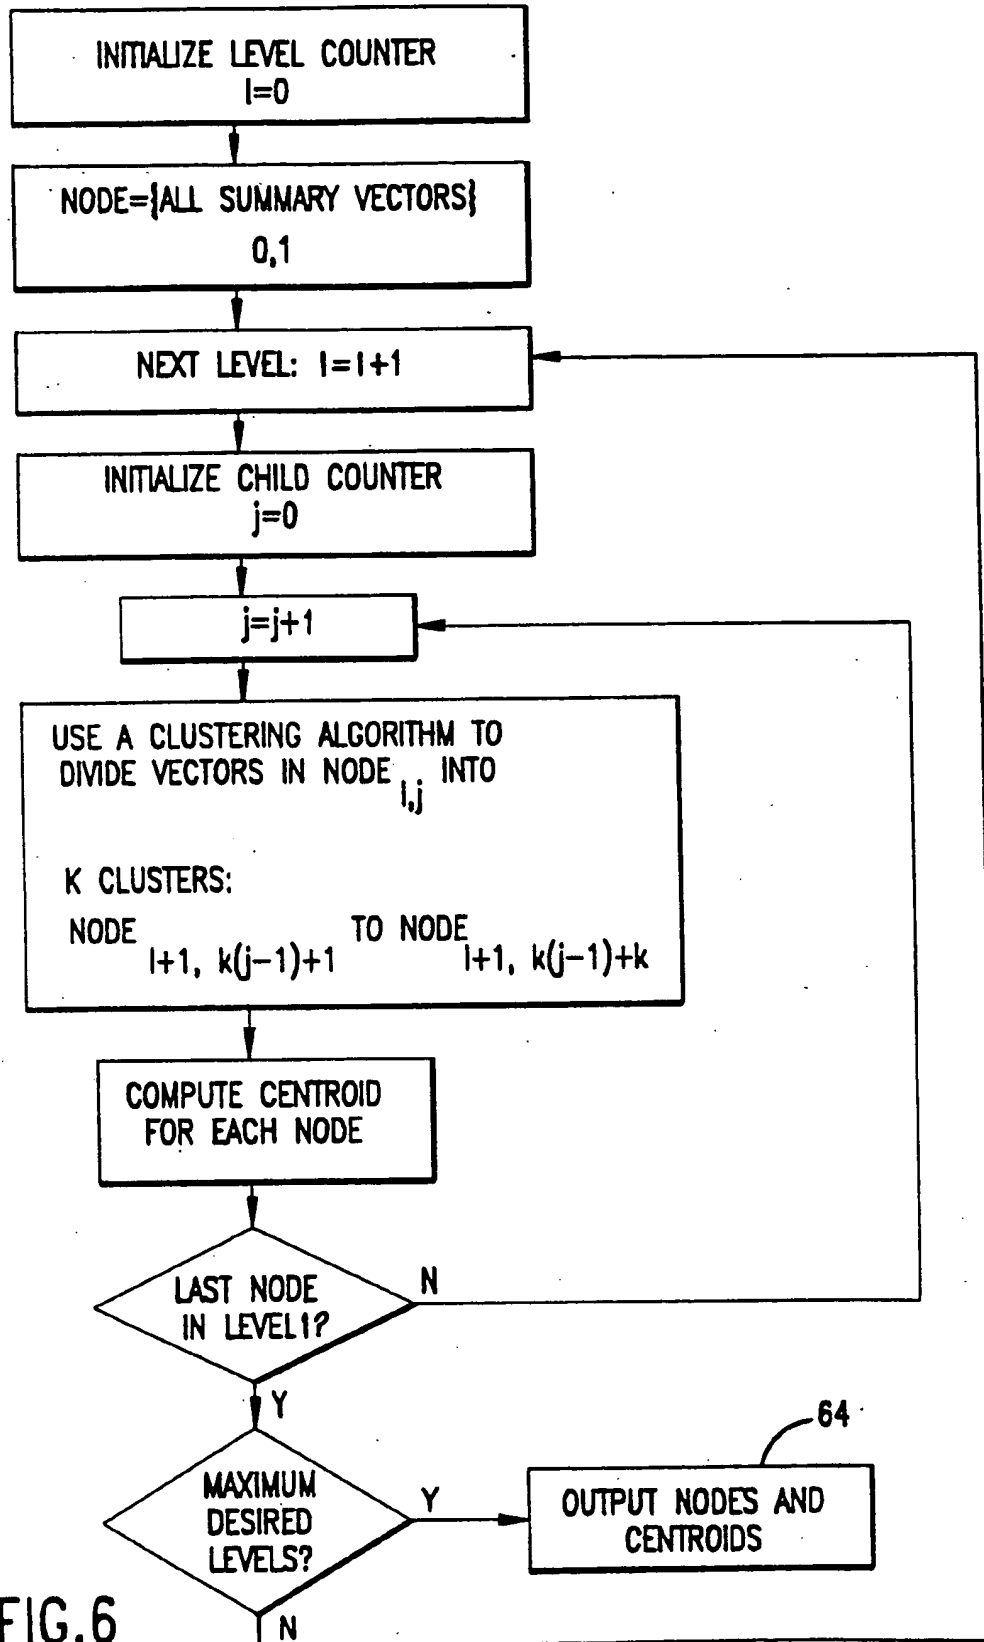 INITIALIZE LEVEL COUNTER
l=0
NODE={ALL SUMMARY VECTORS}
0,1
NEXT LEVEL: l=l+1
INITIALIZE CHILD COUNTER
j=0
j=j+1
USE A CLUSTERING ALGORITHM TO
DIVIDE VECTORS IN NODE l,j INTO
K CLUSTERS:
NODE l+1, k(j-1)+1 TO NODE l+1, k(j-1)+k
COMPUTE CENTROID
FOR EACH NODE
LAST NODE
IN LEVEL1?
N
Y
64
MAXIMUM
DESIRED
LEVELS?
Y
OUTPUT NODES AND
CENTROIDS
FIG.6
N